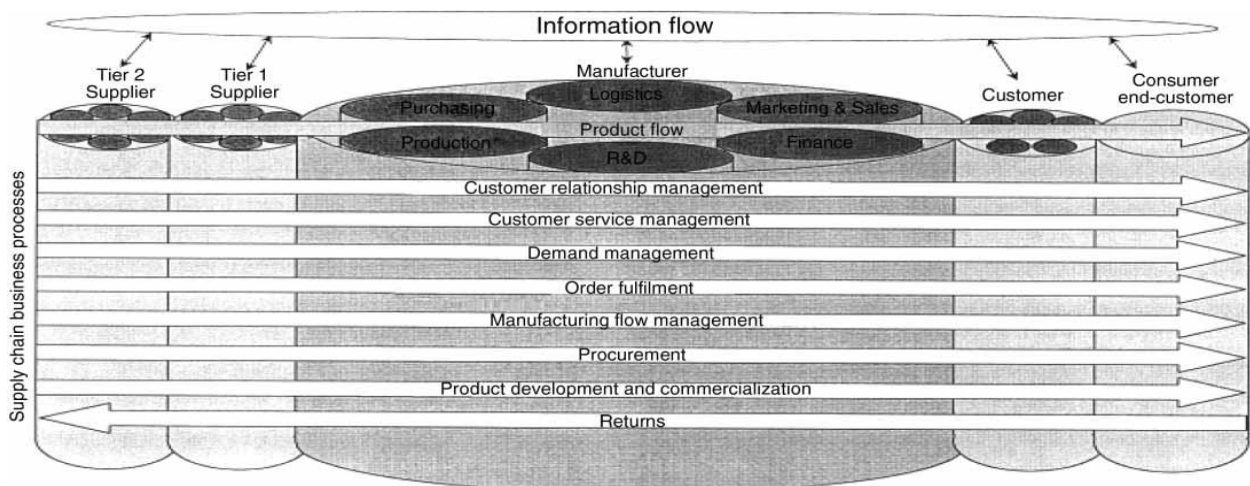 Information flow
Tier 2
Supplier
Tier 1
Supplier
Manufacturer
Logistics
Purchasing
Marketing & Sales
Customer
Consumer
end-customer
Product flow
Production
Finance
R&D
Customer relationship management
Customer service management
Demand management
Order fulfilment
Manufacturing flow management
Procurement
Product development and commercialization
Returns
Supply chain business processes